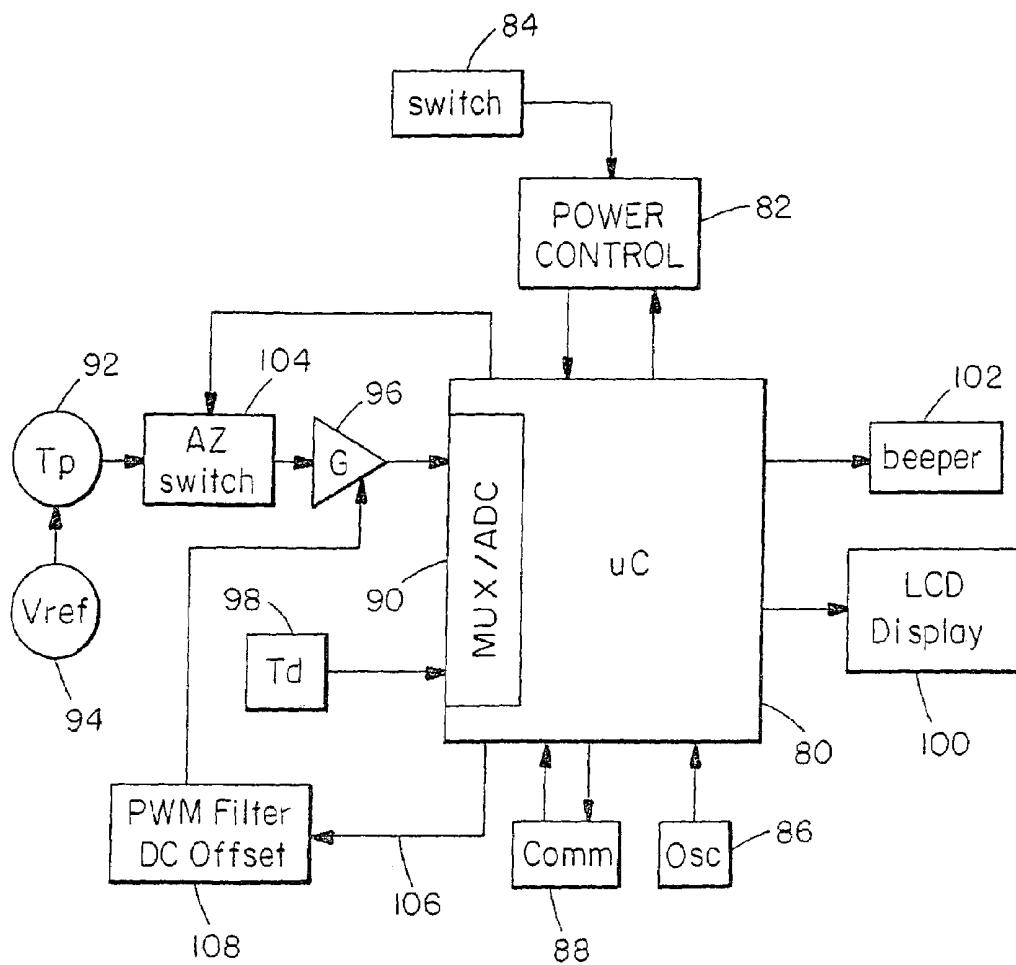 84
switch
POWER
CONTROL
82
92
104
96
102
Tp
AZ
switch
G
beeper
MUX/ADC
uC
90
Vref
98
LCD
Display
Td
94
80
100
PWM Filter
DC Offset
Comm
Osc
86
106
108
88